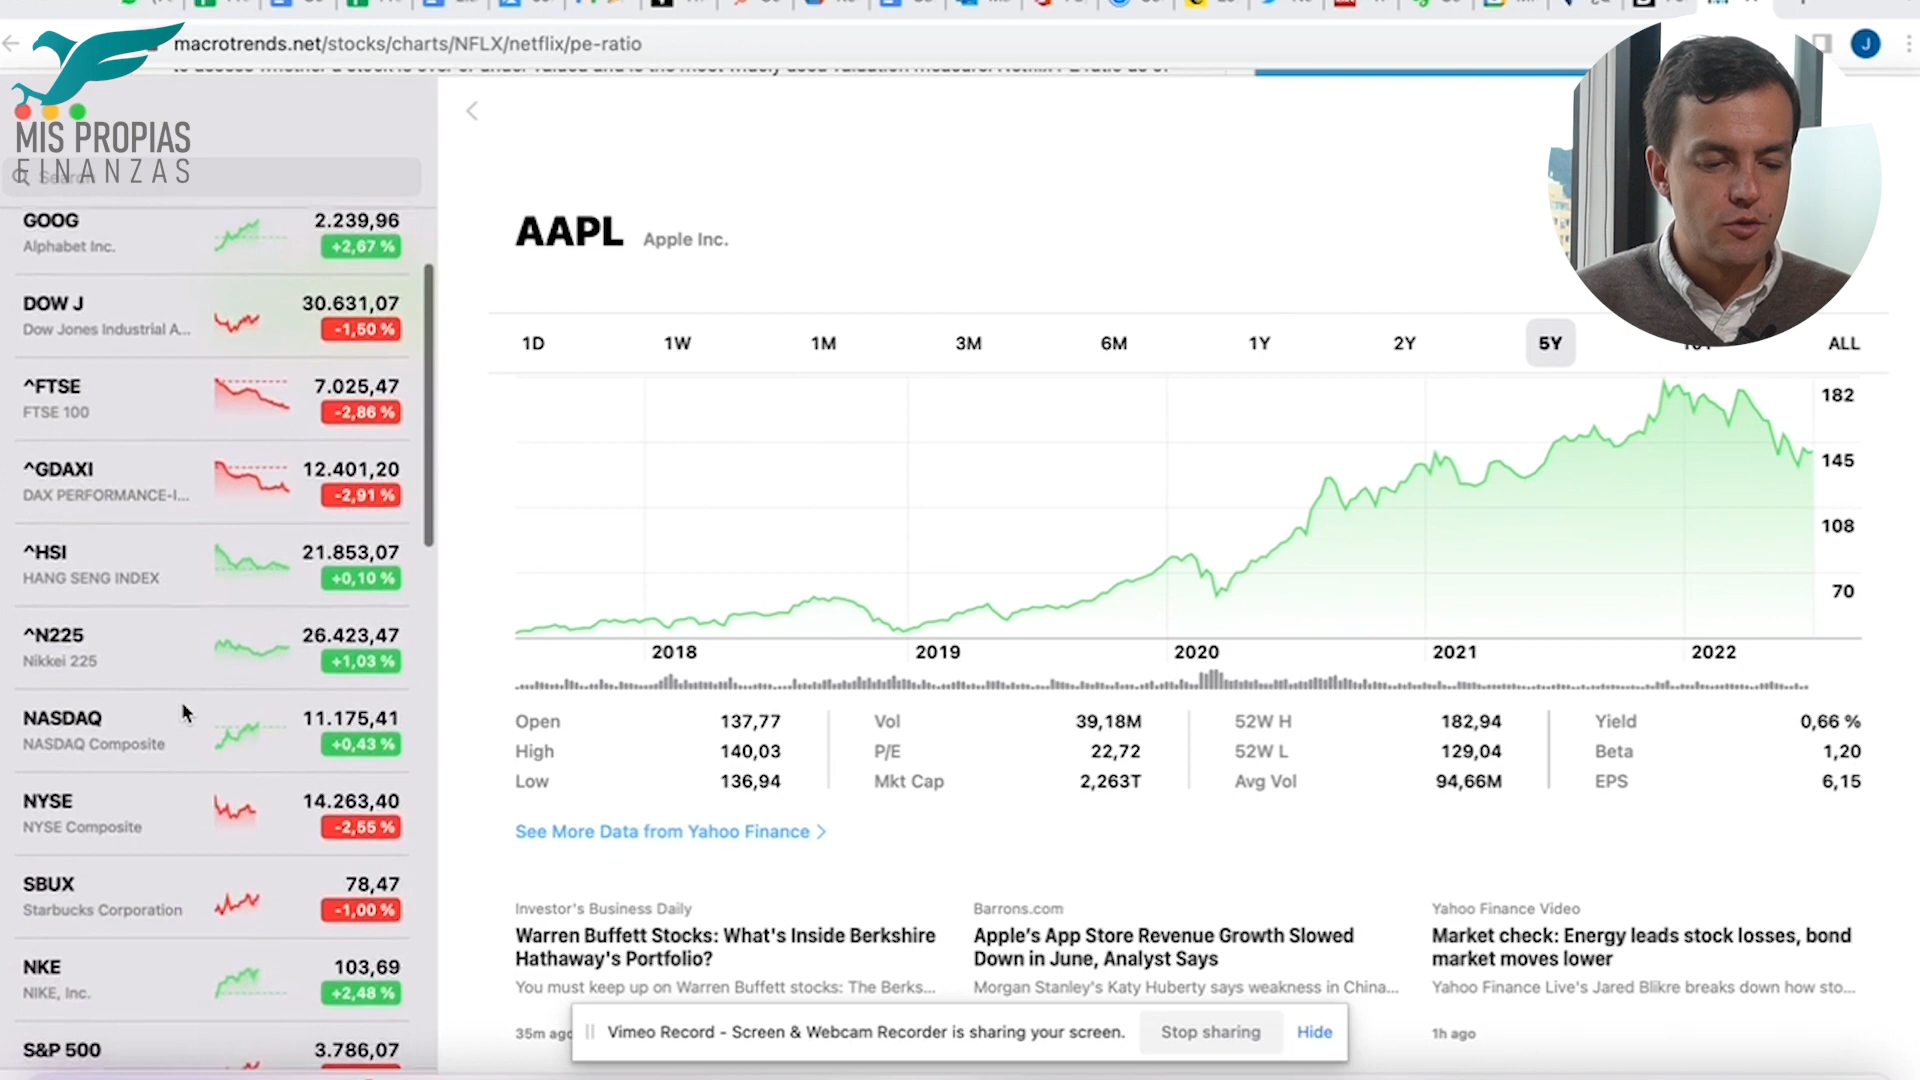 macrotrends.net/stocks/charts/NFLX/netflix/pe-ratio
J
MIS PROPIAS
FINANZAS
Search
GOOG 2.239,96
Alphabet Inc. +2,67 %
DOW J 30.631,07
Dow Jones Industrial A... -1,50 %
^FTSE 7.025,47
FTSE 100 -2,86 %
^GDAXI 12.401,20
DAX PERFORMANCE-I... -2,91 %
^HSI 21.853,07
HANG SENG INDEX +0,10 %
^N225 26.423,47
Nikkei 225 +1,03 %
NASDAQ 11.175,41
NASDAQ Composite +0,43 %
NYSE 14.263,40
NYSE Composite -2,55 %
SBUX 78,47
Starbucks Corporation -1,00 %
NKE 103,69
NIKE, Inc. +2,48 %
S&P 500 3.786,07
AAPL Apple Inc.
1D 1W 1M 3M 6M 1Y 2Y 5Y ALL
182
145
108
70
2018 2019 2020 2021 2022
Open 137,77 Vol 39,18M 52W H 182,94 Yield 0,66 %
High 140,03 P/E 22,72 52W L 129,04 Beta 1,20
Low 136,94 Mkt Cap 2,263T Avg Vol 94,66M EPS 6,15
See More Data from Yahoo Finance >
Investor's Business Daily
Warren Buffett Stocks: What's Inside Berkshire
Hathaway's Portfolio?
You must keep up on Warren Buffett stocks: The Berks...
35m ago
Barrons.com
Apple's App Store Revenue Growth Slowed
Down in June, Analyst Says
Morgan Stanley's Katy Huberty says weakness in China...
Yahoo Finance Video
Market check: Energy leads stock losses, bond
market moves lower
Yahoo Finance Live's Jared Blikre breaks down how sto...
1h ago
Vimeo Record - Screen & Webcam Recorder is sharing your screen. Stop sharing Hide